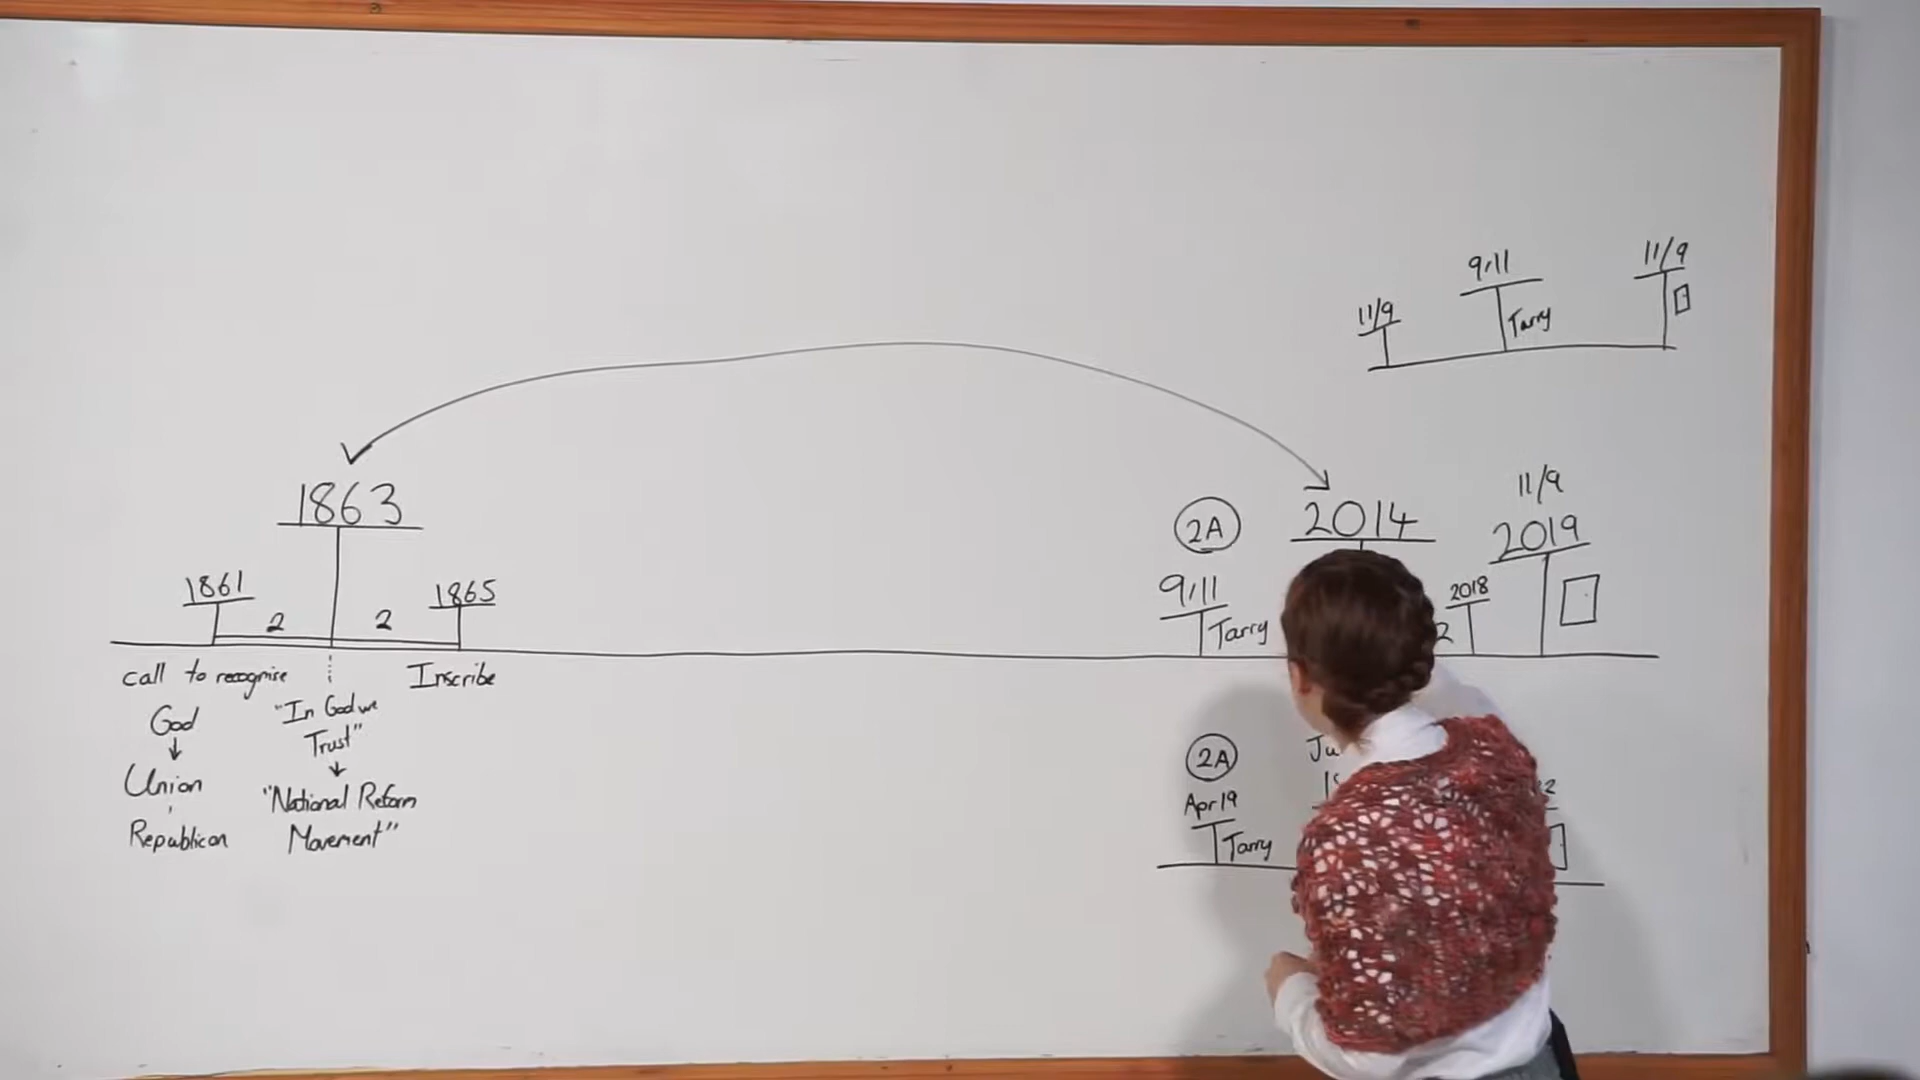 9/11
11/9
11/9
Tarry
11/9
1863
2A
2014
2019
1861
1865
9/11
2018
2
2
Tarry
2
call to recognise
Inscribe
God
"In God we
Trust"
Union
"National Reform
Movement"
Republican
2A
Apr 19
Tarry